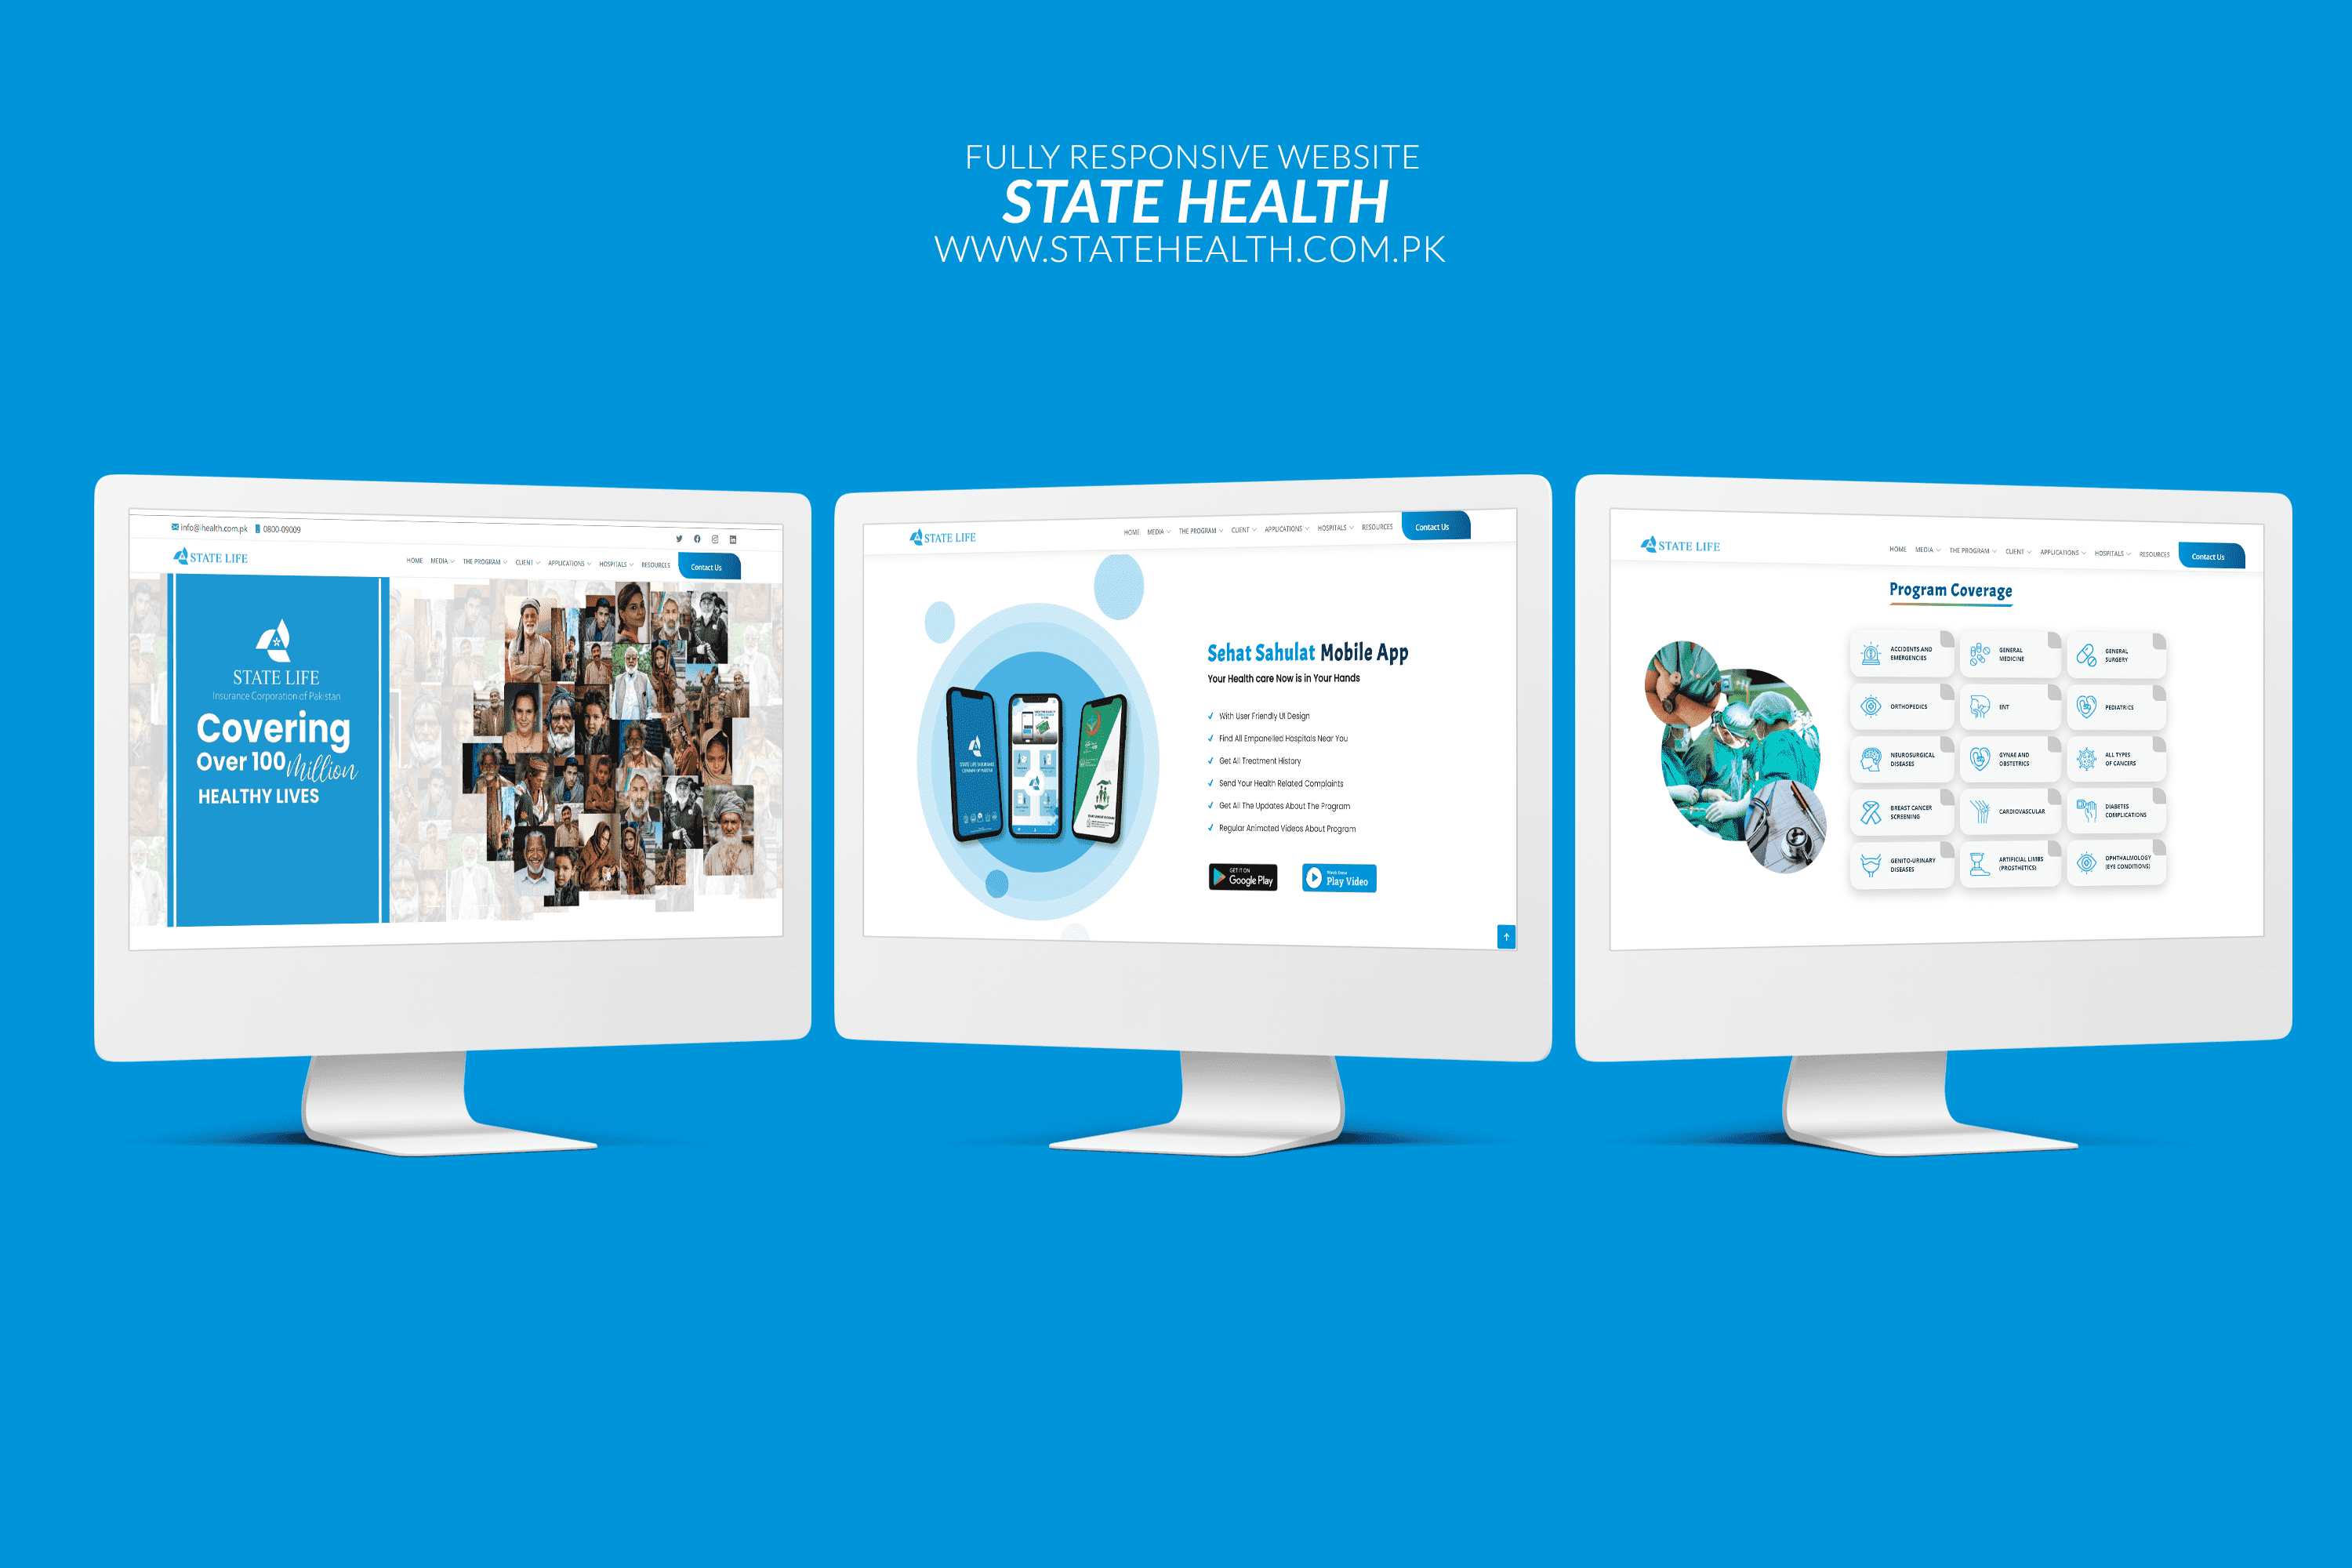 FULLY RESPONSIVE WEBSITE
STATE HEALTH
WWW.STATEHEALTH.COM.PK
info@ihealth.com.pk 0800-09009
STATE LIFE
HOME MEDIA THE PROGRAM CLIENT APPLICATIONS HOSPITALS RESOURCES Contact Us
STATE LIFE
Insurance Corporation of Pakistan
Covering
Over 100 Million
HEALTHY LIVES
STATE LIFE
HOME MEDIA THE PROGRAM CLIENT APPLICATIONS HOSPITALS RESOURCES Contact Us
Sehat Sahulat Mobile App
Your Health care Now is in Your Hands
With User Friendly UI Design
Find All Empanelled Hospitals Near You
Get All Treatment History
Send Your Health Related Complaints
Get All The Updates About The Program
Regular Animated Videos About Program
GET IT ON
Google Play
Play Video
STATE LIFE
HOME MEDIA THE PROGRAM CLIENT APPLICATIONS HOSPITALS RESOURCES Contact Us
Program Coverage
ACCIDENTS AND
EMERGENCIES
GENERAL
MEDICINE
GENERAL
SURGERY
ORTHOPEDICS
ENT
PEDIATRICS
NEUROSURGICAL
DISEASES
GYNAE AND
OBSTETRICS
ALL TYPES
OF CANCERS
BREAST CANCER
SCREENING
CARDIOVASCULAR
DIABETES
COMPLICATIONS
GENITO-URINARY
DISEASES
ARTIFICIAL LIMBS
(PROSTHETICS)
OPHTHALMOLOGY
(EYE CONDITIONS)